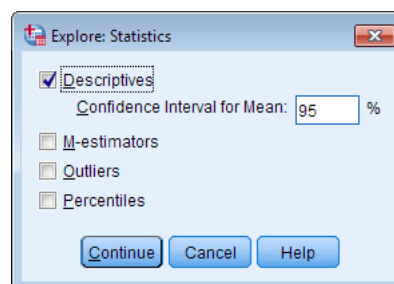 Explore: Statistics
Descriptives
Confidence Interval for Mean: 95 %
M-estimators
Outliers
Percentiles
Continue Cancel Help